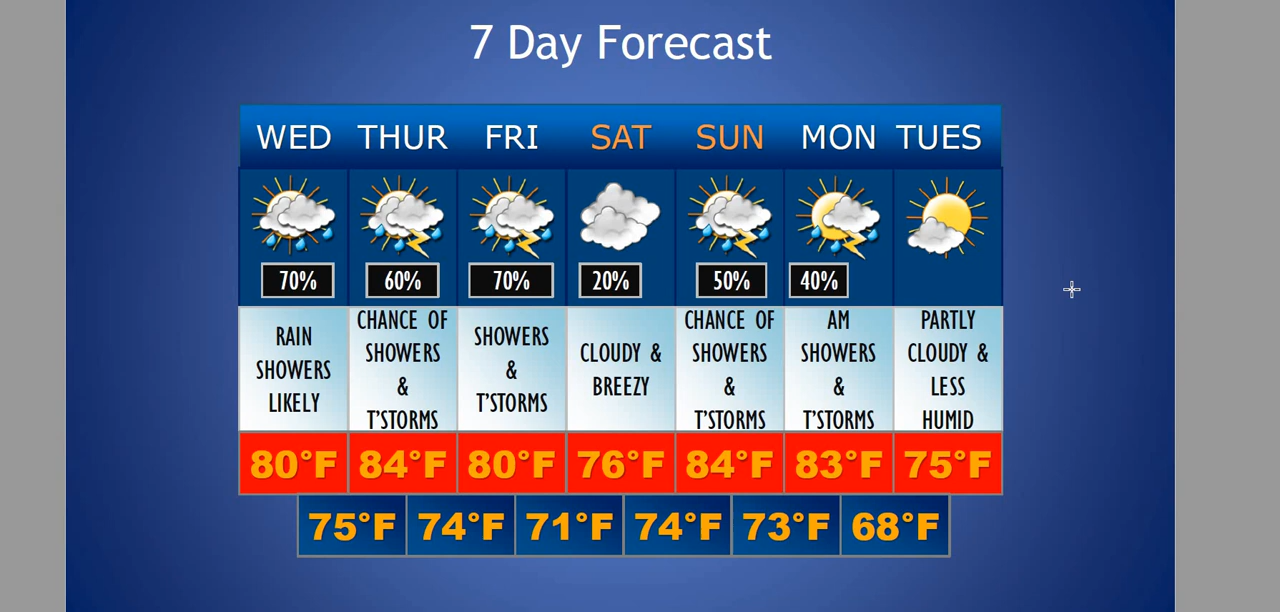 7 Day Forecast
WED THUR FRI SAT SUN MON TUES
70% 60% 70% 20% 50% 40%
RAIN
SHOWERS
LIKELY
CHANCE OF
SHOWERS
&
T'STORMS
SHOWERS
&
T'STORMS
CLOUDY &
BREEZY
CHANCE OF
SHOWERS
&
T'STORMS
AM
SHOWERS
&
T'STORMS
PARTLY
CLOUDY &
LESS
HUMID
80°F 84°F 80°F 76°F 84°F 83°F 75°F
75°F 74°F 71°F 74°F 73°F 68°F